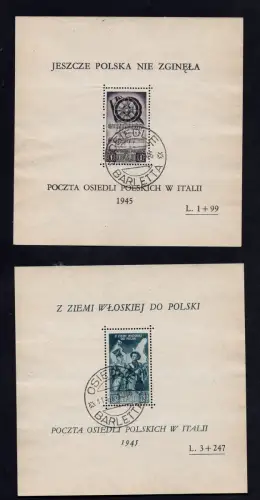 JESZCZE POLSKA NIE ZGINĘŁA
OSIEDLE
BARLETTA
POCZTA OSIEDLI POLSKICH W ITALII
1945
L. 1 + 99
Z ZIEMI WŁOSKIEJ DO POLSKI
BARLETTA
POCZTA OSIEDLI POLSKICH W ITALII
1945
L. 3 + 247